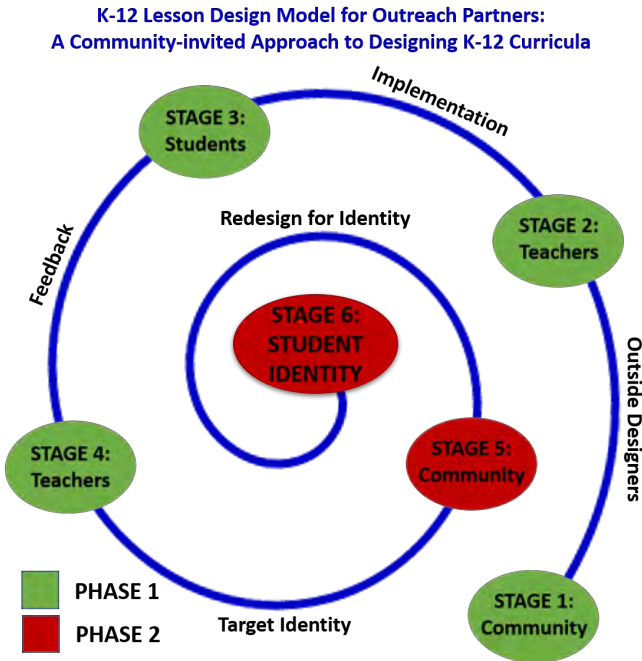 K-12 Lesson Design Model for Outreach Partners:
A Community-invited Approach to Designing K-12 Curricula
Implementation
STAGE 3:
Students
STAGE 2:
Teachers
Redesign for Identity
Feedback
STAGE 6:
STUDENT
IDENTITY
Outside Designers
STAGE 4:
Teachers
STAGE 5:
Community
PHASE 1
PHASE 2
Target Identity
STAGE 1:
Community